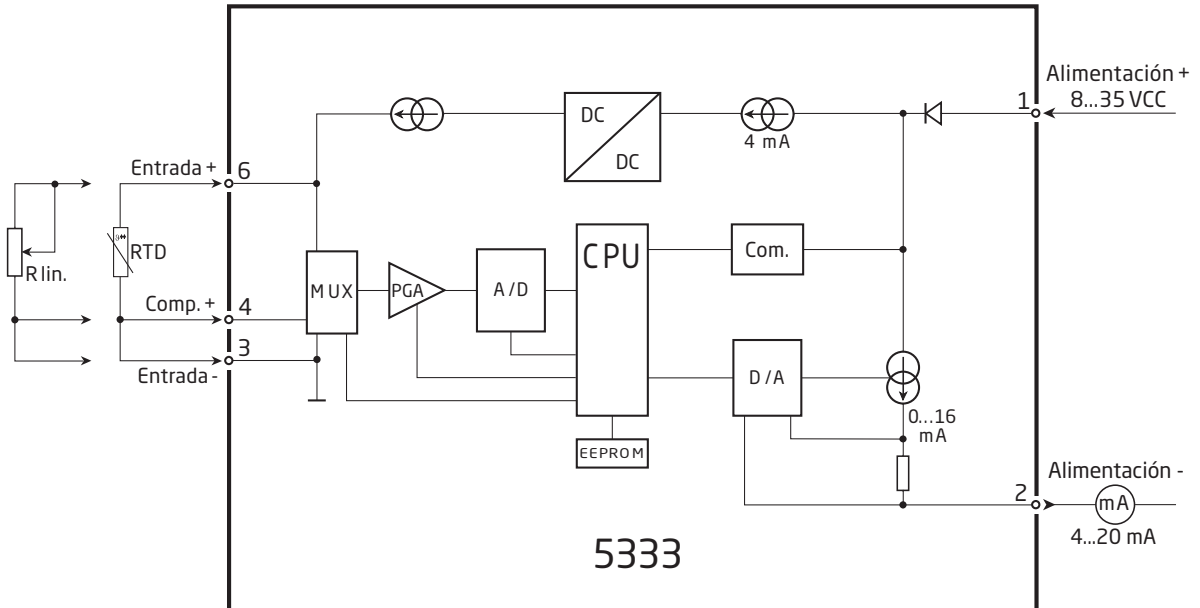 Alimentación +
8...35 VCC
1
DC
DC
4 mA
Entrada +
6
R lin.
RTD
CPU
Com.
MUX
PGA
A/D
Comp. +
4
3
Entrada -
D/A
0...16
mA
EEPROM
Alimentación -
2
mA
4...20 mA
5333